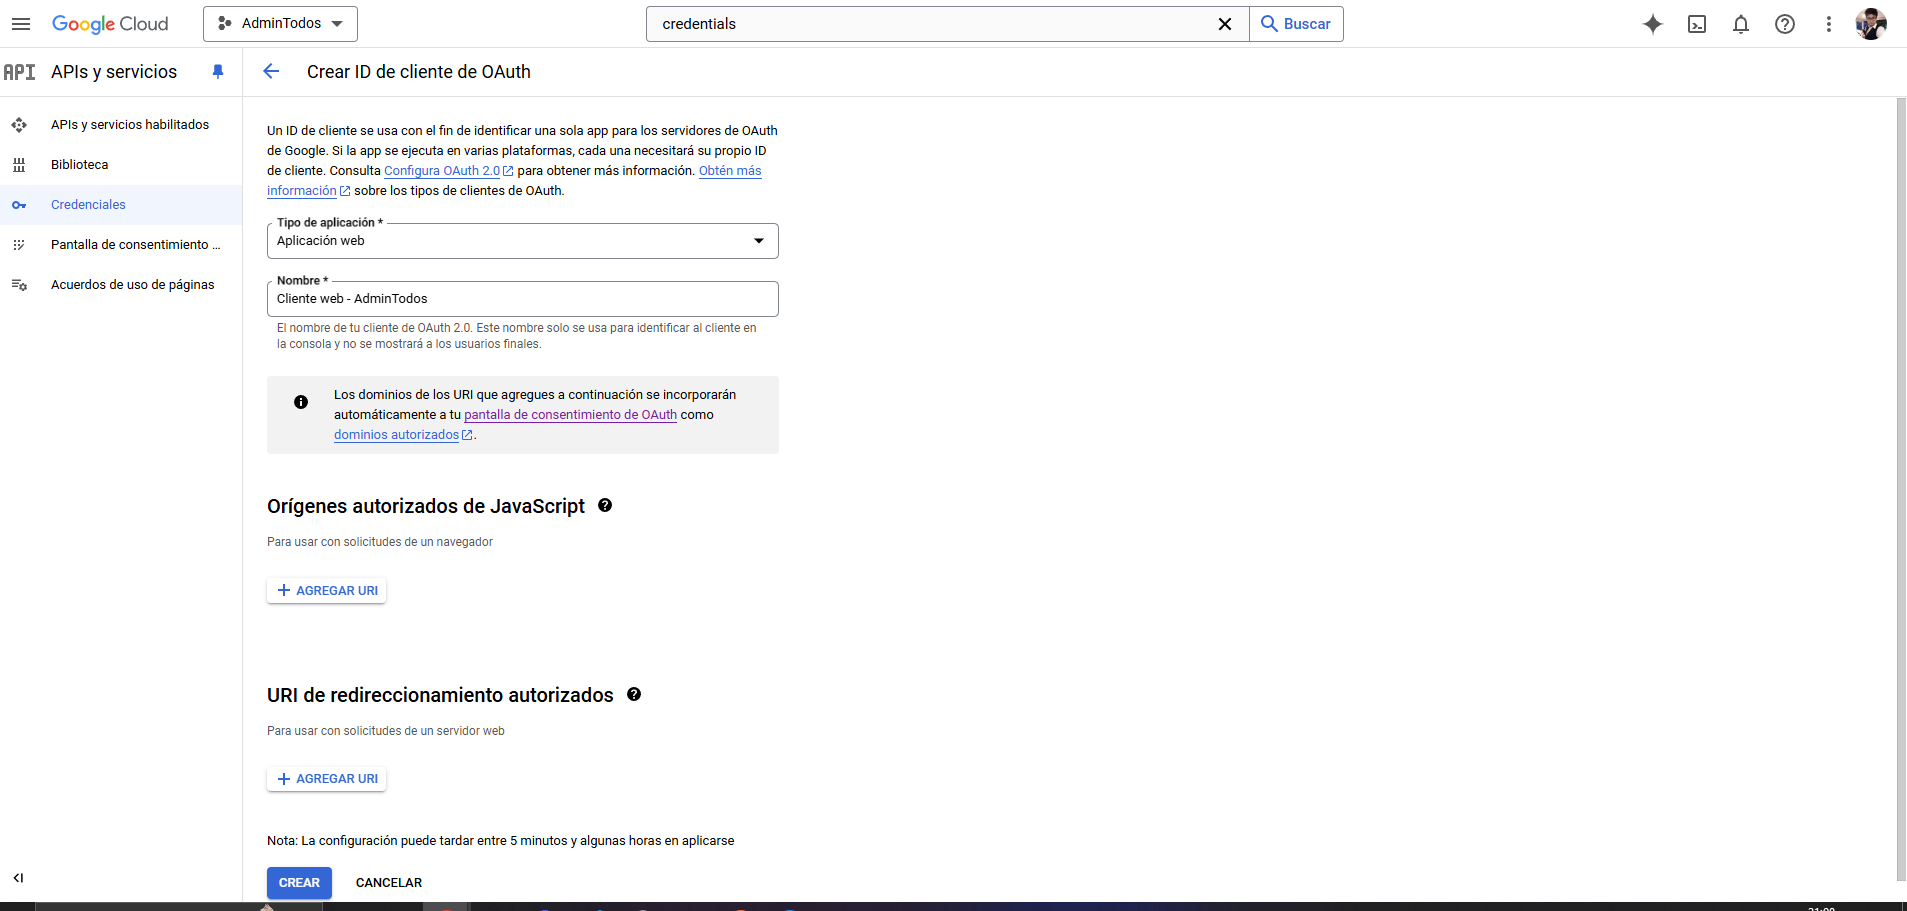 Google Cloud
AdminTodos
credentials
Buscar
API
APIs y servicios
Crear ID de cliente de OAuth
APIs y servicios habilitados
Biblioteca
Credenciales
Pantalla de consentimiento ...
Acuerdos de uso de páginas
Un ID de cliente se usa con el fin de identificar una sola app para los servidores de OAuth
de Google. Si la app se ejecuta en varias plataformas, cada una necesitará su propio ID
de cliente. Consulta Configura OAuth 2.0 para obtener más información. Obtén más
información sobre los tipos de clientes de OAuth.
Tipo de aplicación *
Aplicación web
Nombre *
Cliente web - AdminTodos
El nombre de tu cliente de OAuth 2.0. Este nombre solo se usa para identificar al cliente en
la consola y no se mostrará a los usuarios finales.
Los dominios de los URI que agregues a continuación se incorporarán
automáticamente a tu pantalla de consentimiento de OAuth como
dominios autorizados.
Orígenes autorizados de JavaScript
Para usar con solicitudes de un navegador
AGREGAR URI
URI de redireccionamiento autorizados
Para usar con solicitudes de un servidor web
AGREGAR URI
Nota: La configuración puede tardar entre 5 minutos y algunas horas en aplicarse
CREAR
CANCELAR